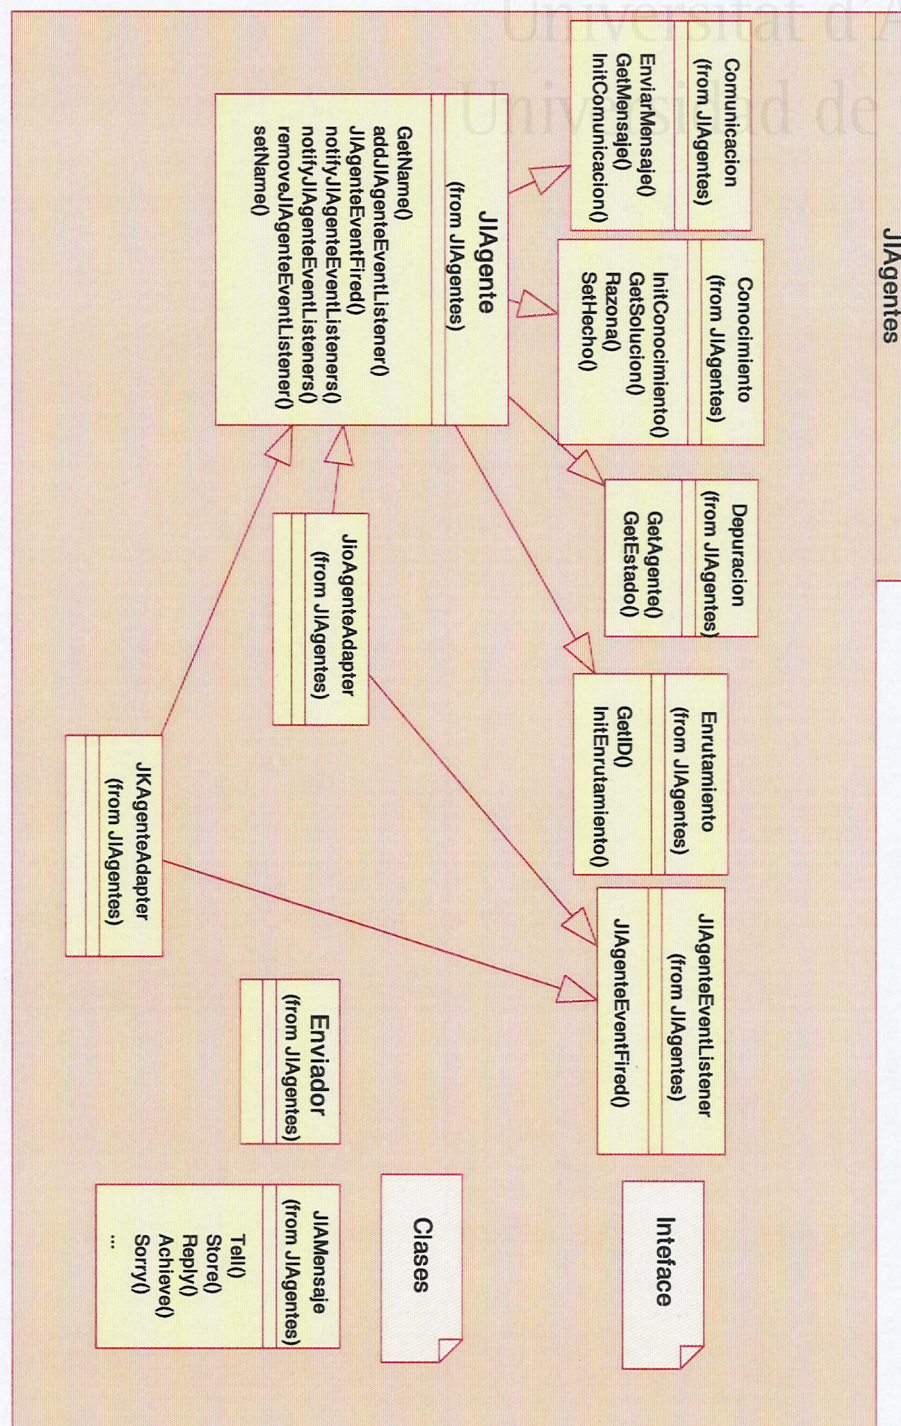 Universitat d'A
Universidad de
JIAgentes
Comunicacion
(from JIAgentes)
EnviarMensaje()
GetMensaje()
InitComunicacion()
Conocimiento
(from JIAgentes)
InitConocimiento()
GetSolucion()
Razona()
SetHecho()
Depuracion
(from JIAgentes)
GetAgente()
GetEstado()
Enrutamiento
(from JIAgentes)
GetID()
InitEnrutamiento()
JIAgenteEventListener
(from JIAgentes)
JIAgenteEventFired()
Inteface
JIAgente
(from JIAgentes)
GetName()
addJIAgenteEventListener()
JIAgenteEventFired()
notifyJIAgenteEventListeners()
notifyJIAgenteEventListeners()
removeJIAgenteEventListener()
setName()
JioAgenteAdapter
(from JIAgentes)
JKAgenteAdapter
(from JIAgentes)
Enviador
(from JIAgentes)
Clases
JIAMensaje
(from JIAgentes)
Tell()
Store()
Reply()
Achieve()
Sorry()
...